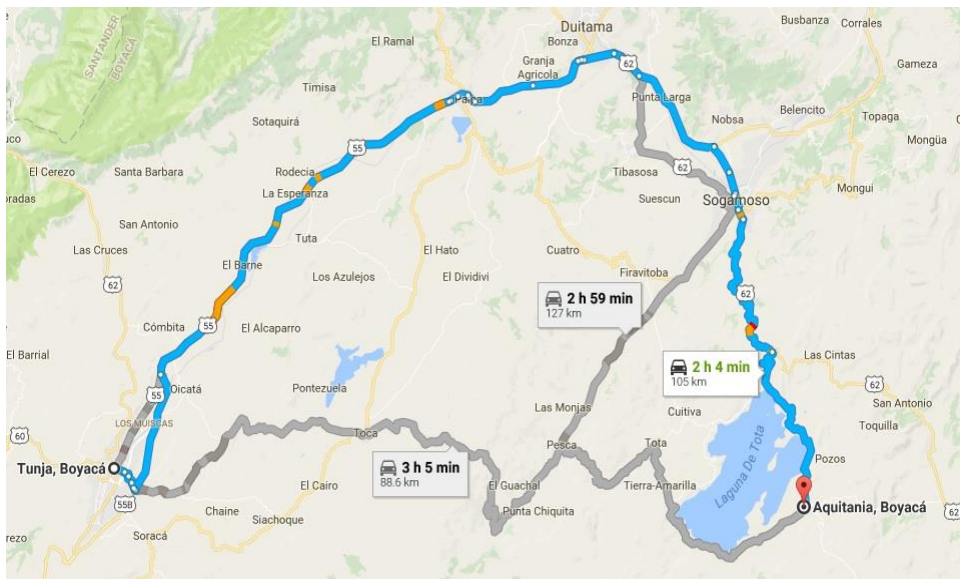 Duitama
Busbanza
Corrales
El Ramal
Bonza
Granja
Agricola
62
Gameza
SANTANDER
BOYACÁ
Timisa
Punta Larga
Belencito
Topaga
Sotaquirá
Nobsa
Mongüa
55
El Cerezo
Santa Barbara
Rodecia
La Esperanza
Tibasosa
62
Mongui
Suescun
Sogamoso
San Antonio
Las Cruces
Tuta
El Hato
Cuatro
El Barne
Los Azulejos
El Dividivi
Firavitoba
62
62
2 h 59 min
127 km
Cómbita
55
El Alcaparro
El Barrial
2 h 4 min
105 km
Las Cintas
62
Oicatá
55
Pontezuela
Las Monjas
Cuitiva
San Antonio
Toquilla
LOS MUISCAS
60
Toca
Pesca
Tota
Tunja, Boyacá
3 h 5 min
88.6 km
Pozos
El Cairo
El Guachal
Tierra-Amarilla
Laguna De Tota
55B
Chaine
Siachoque
Punta Chiquita
Aquitania, Boyacá
62
Soracá